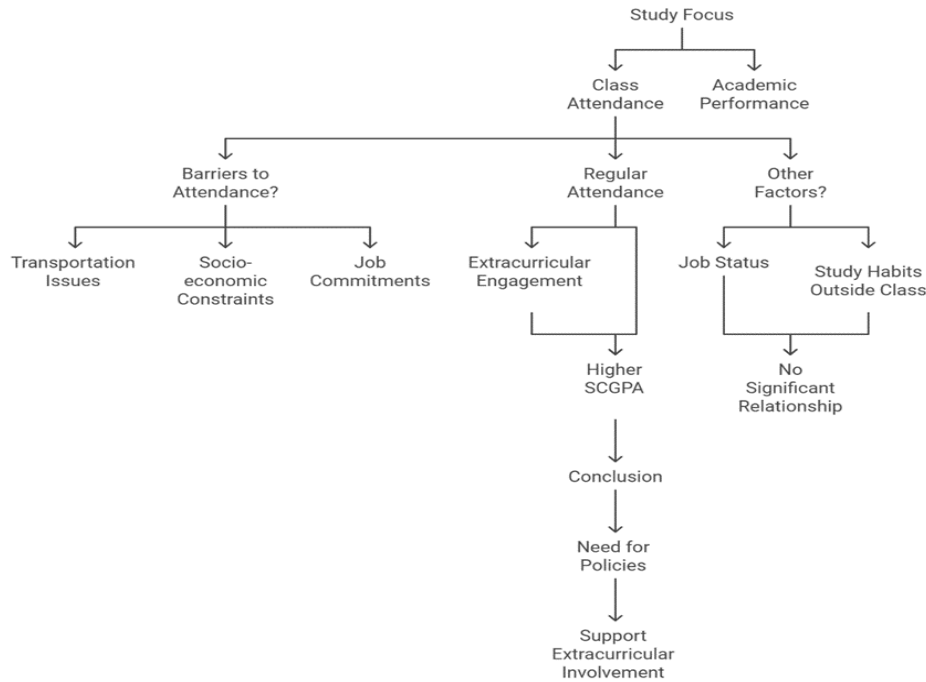 Study Focus
Class
Attendance
Academic
Performance
Barriers to
Attendance?
Regular
Attendance
Other
Factors?
Transportation
Issues
Socio-
economic
Constraints
Job
Commitments
Extracurricular
Engagement
Job Status
Study Habits
Outside Class
Higher
SCGPA
No
Significant
Relationship
Conclusion
Need for
Policies
Support
Extracurricular
Involvement